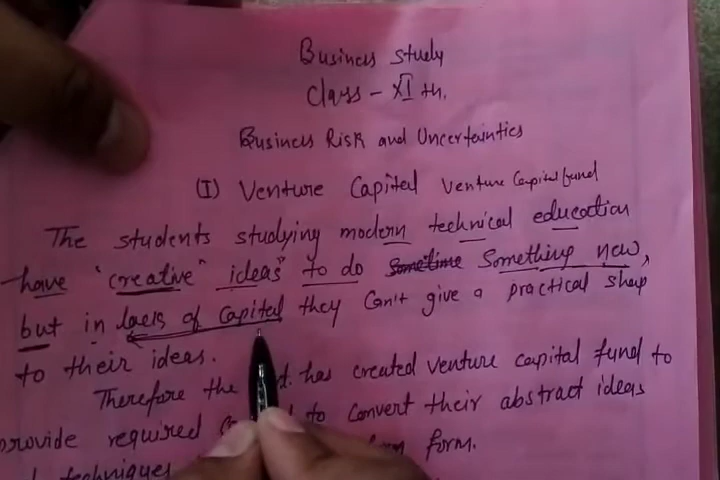 Business study
Class - XI th.
Business Risk and Uncertainties
(I) Venture Capital Venture Capital fund
The students studying modern technical education
have "creative" ideas" to do Sometime Something new,
but in lack of Capital they Can't give a practical shap
to their ideas.
Therefore the has created venture capital fund to
provide required to convert their abstract ideas
form.
techniques